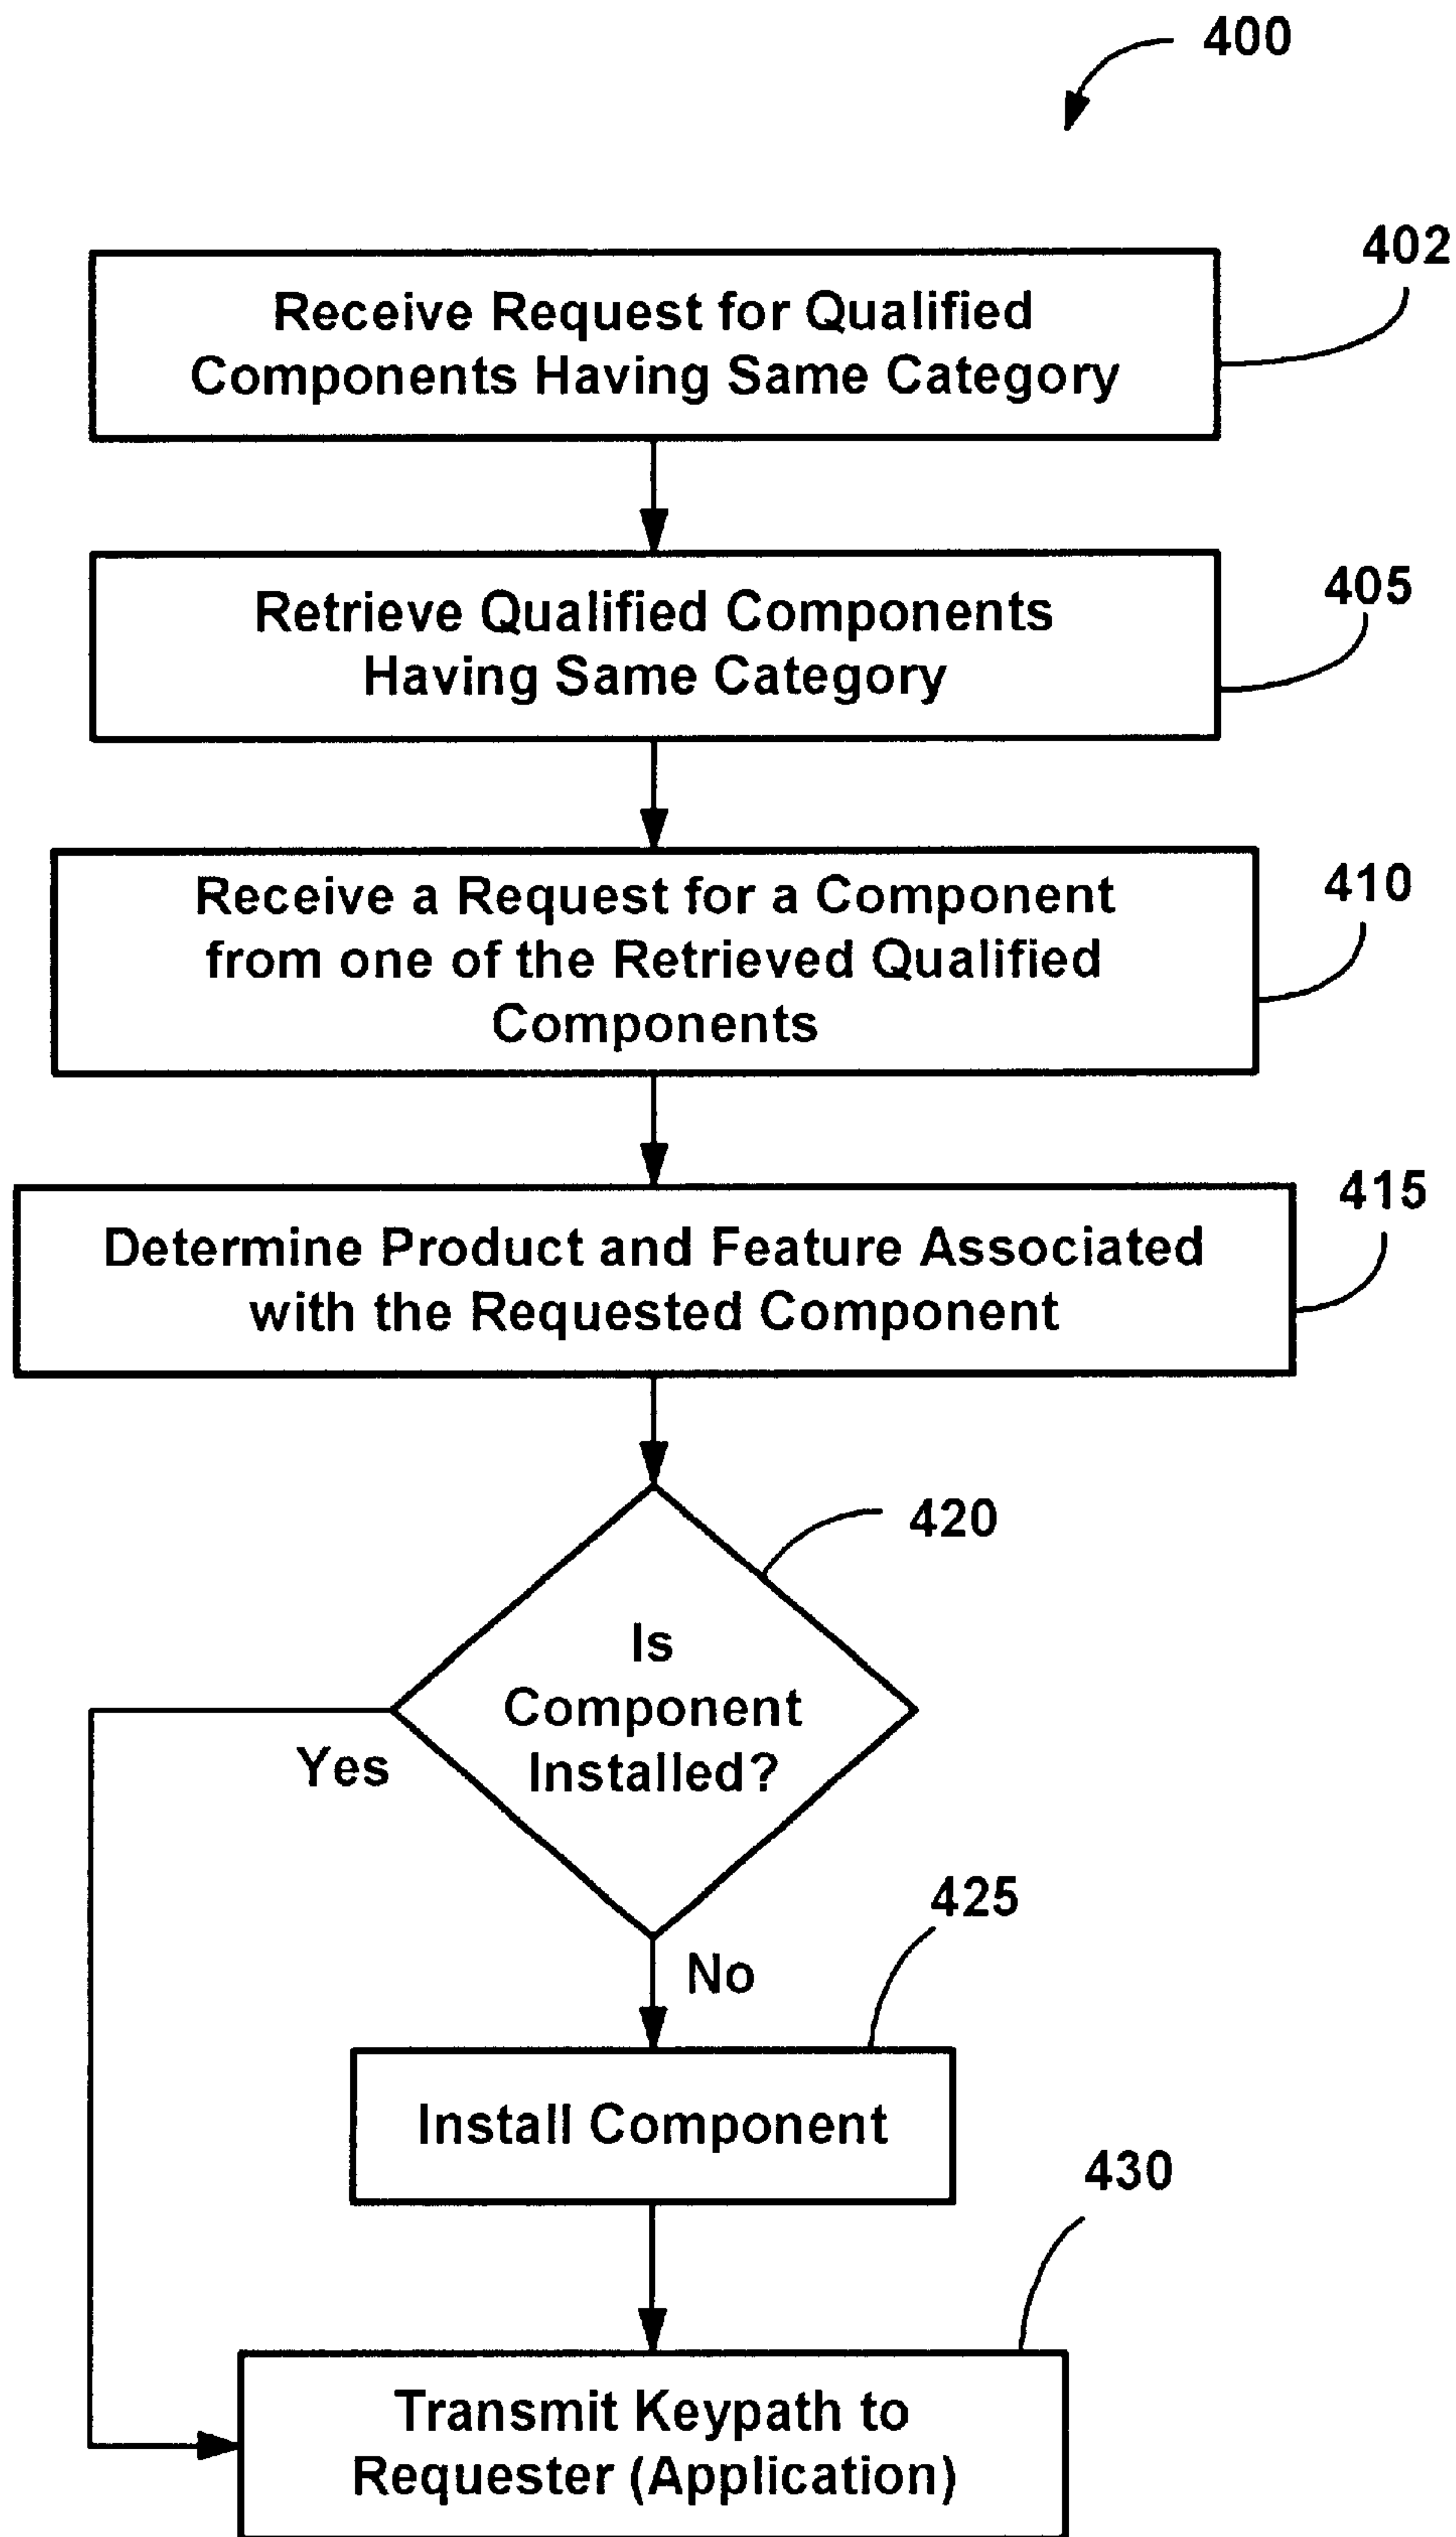 400
402
Receive Request for Qualified
Components Having Same Category
405
Retrieve Qualified Components
Having Same Category
410
Receive a Request for a Component
from one of the Retrieved Qualified
Components
415
Determine Product and Feature Associated
with the Requested Component
420
Is
Component
Installed?
Yes
No
425
Install Component
430
Transmit Keypath to
Requester (Application)